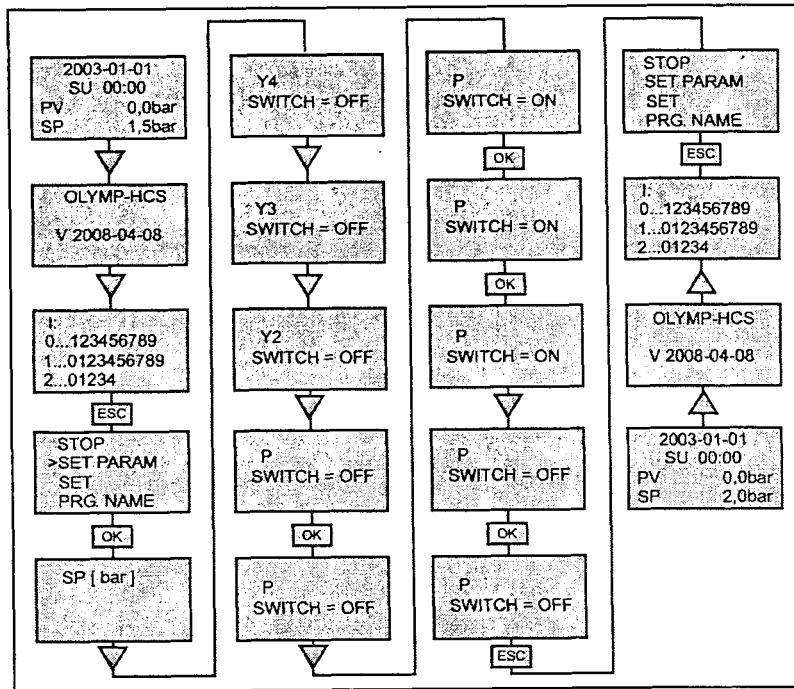 2003-01-01
SU 00:00
PV 0,0bar
SP 1,5bar
OLYMP-HCS
V 2008-04-08
I:
0...123456789
1...0123456789
2...01234
ESC
STOP
>SET PARAM
SET
PRG. NAME
OK
SP [ bar ]
Y4
SWITCH = OFF
Y3
SWITCH = OFF
Y2
SWITCH = OFF
P
SWITCH = OFF
OK
P
SWITCH = OFF
P
SWITCH = ON
OK
P
SWITCH = ON
OK
P
SWITCH = ON
P
SWITCH = OFF
OK
P
SWITCH = OFF
ESC
STOP
SET PARAM
SET
PRG. NAME
ESC
I:
0...123456789
1...0123456789
2...01234
OLYMP-HCS
V 2008-04-08
2003-01-01
SU 00:00
PV 0,0bar
SP 2,0bar